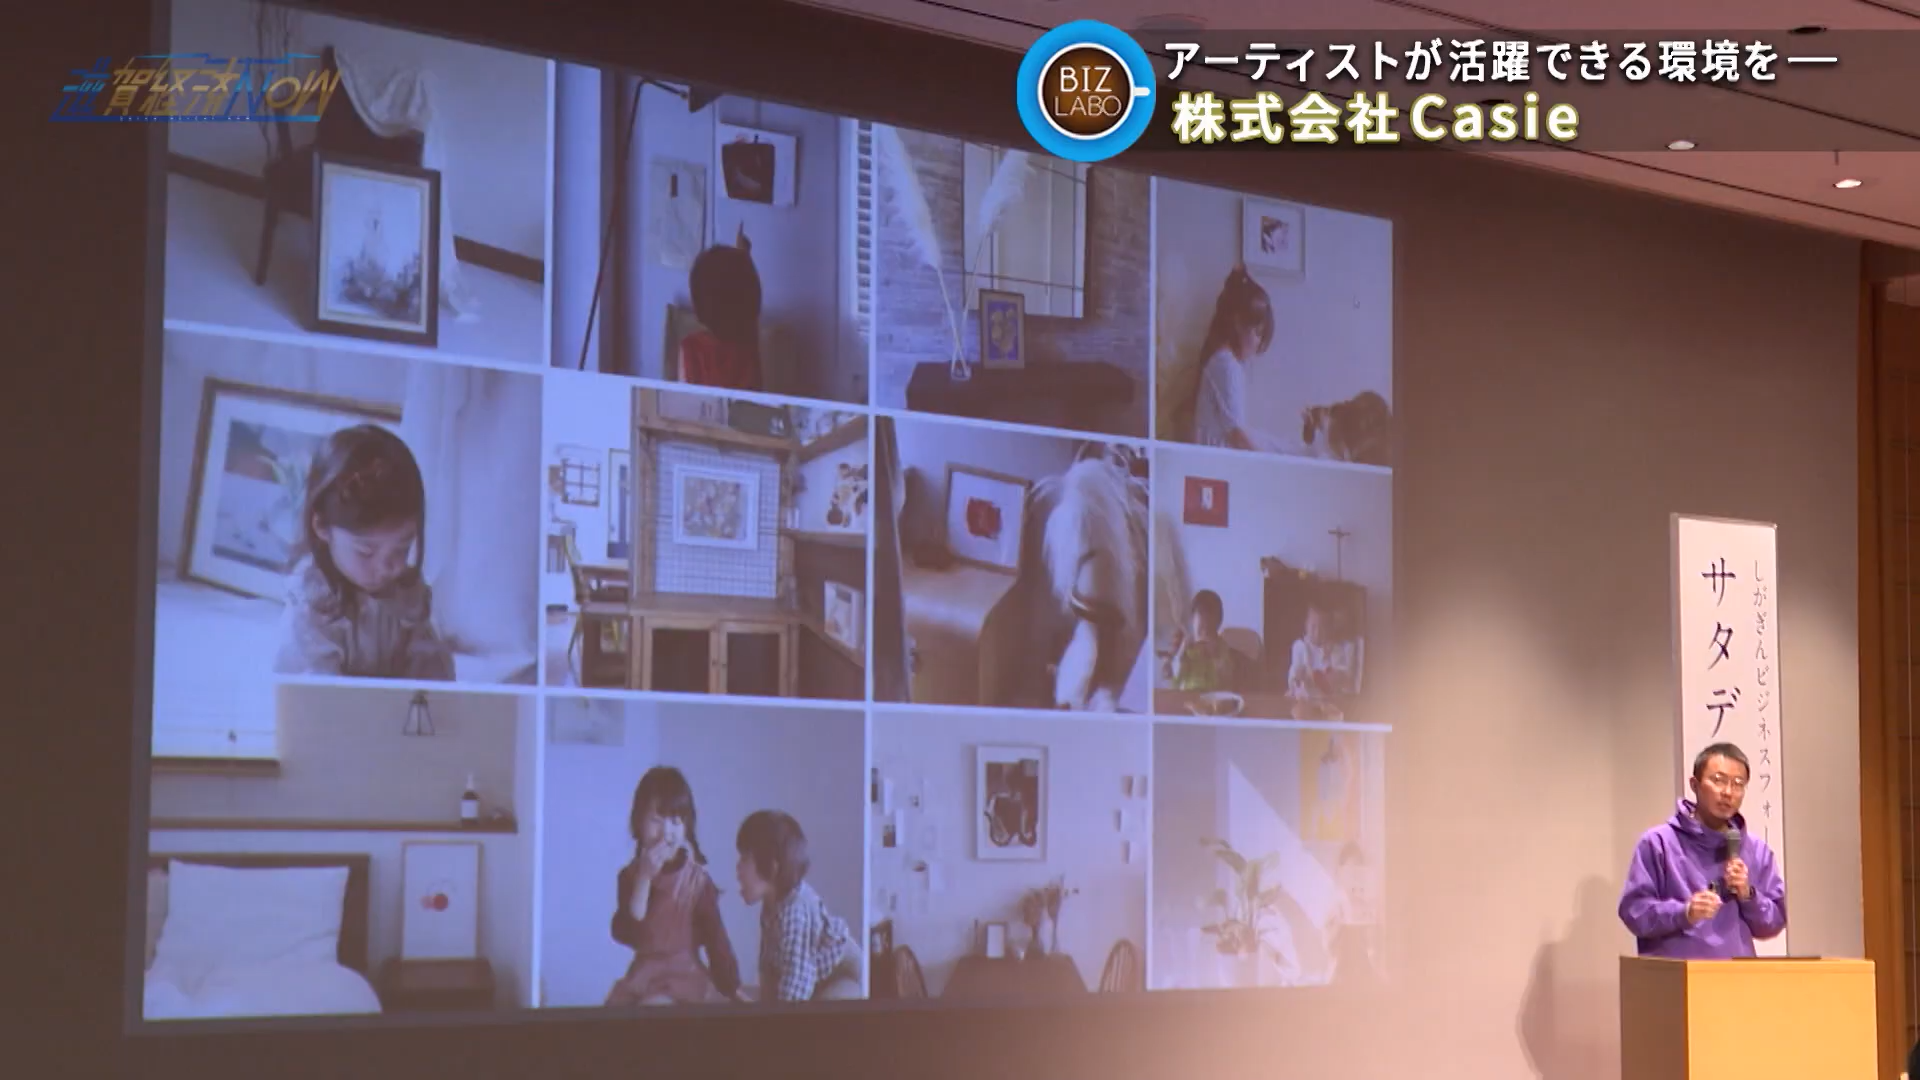 滋賀経済NOW
BIZ
LABO
アーティストが活躍できる環境を―
株式会社Casie
しがぎんビジネスフォー
サタデ